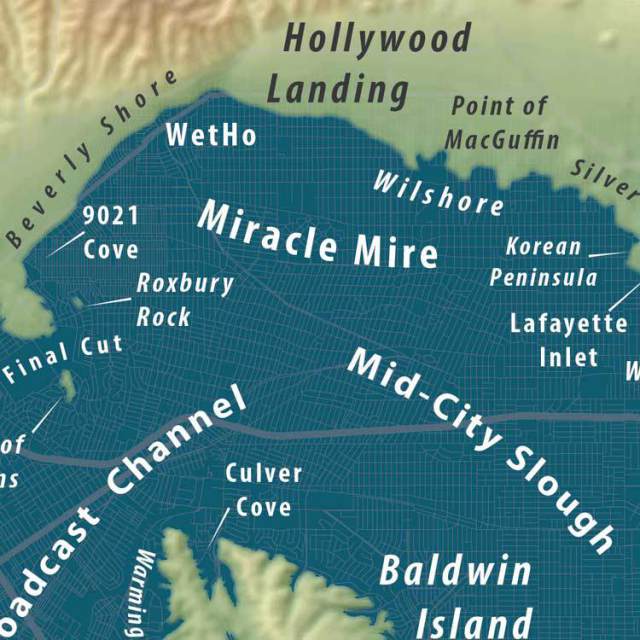 Hollywood
Landing
Beverly Shore
WetHo
Point of
MacGuffin
Silver
Wilshore
9021
Cove
Miracle Mire
Korean
Peninsula
Roxbury
Rock
Lafayette
Inlet
Final Cut
Mid-City Slough
W
of
ns
oadcast Channel
Culver
Cove
Warming
Baldwin
Island